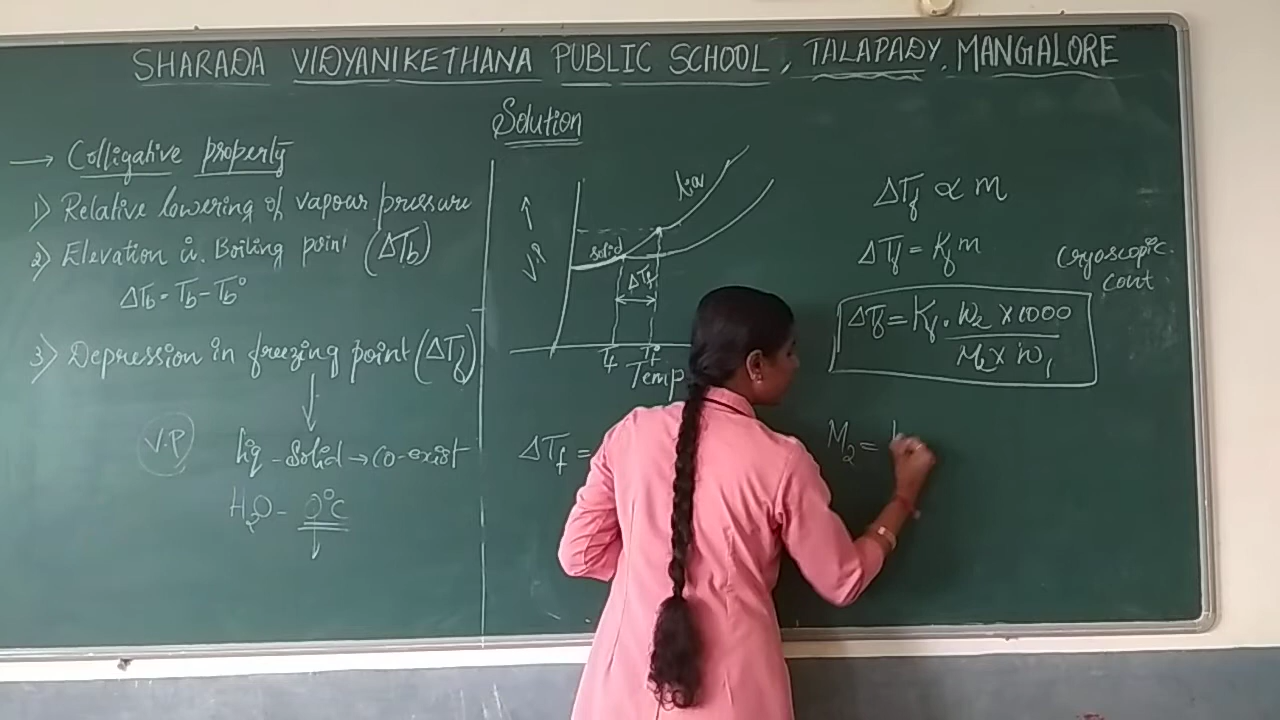 SHARADA VIDYANIKETHANA PUBLIC SCHOOL, TALAPADY, MANGALORE
Solution
→ Colligative property
1) Relative lowering of vapour pressure
2) Elevation in Boiling point (ΔTb)
ΔTb = Tb - Tb°
3) Depression in freezing point (ΔTf)
V.P
liq - solid → co-exist
H2O - 0°C
V.P
solid
ΔTf
Tf Tf°
Temp
ΔTf =
ΔTf ∝ m
ΔTf = Kf m
cryoscopic
cont.
ΔTf = Kf . W2 × 1000
M2 × W1
M2 =